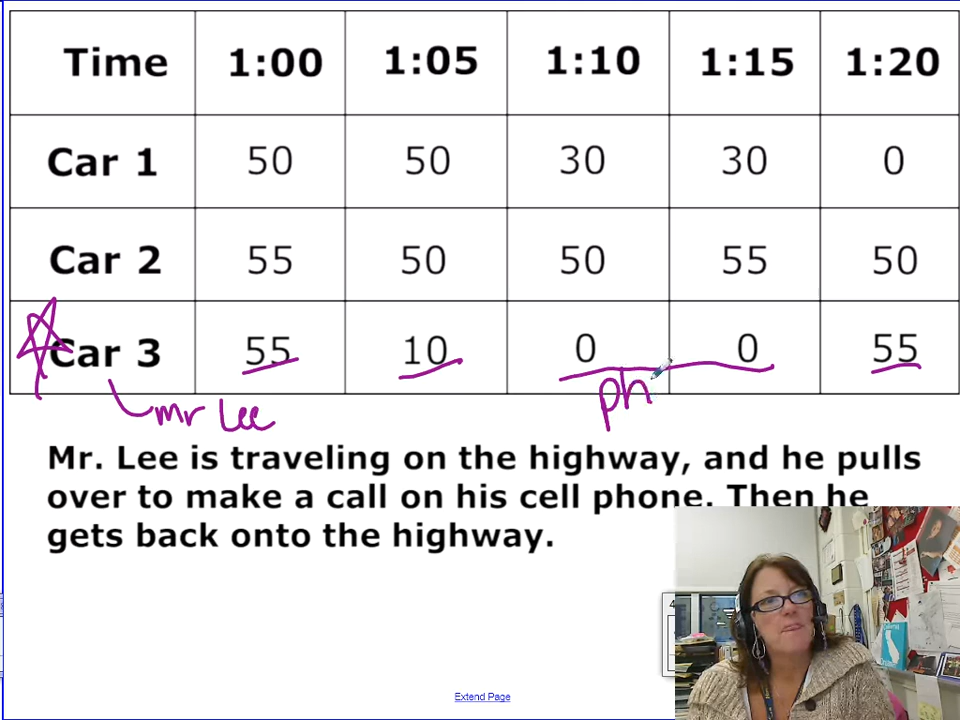 Time 1:00 1:05 1:10 1:15 1:20
Car 1 50 50 30 30 0
Car 2 55 50 50 55 50
Car 3 55 10 0 0 55
mr Lee ph
Mr. Lee is traveling on the highway, and he pulls
over to make a call on his cell phone. Then he
gets back onto the highway.
Extend Page